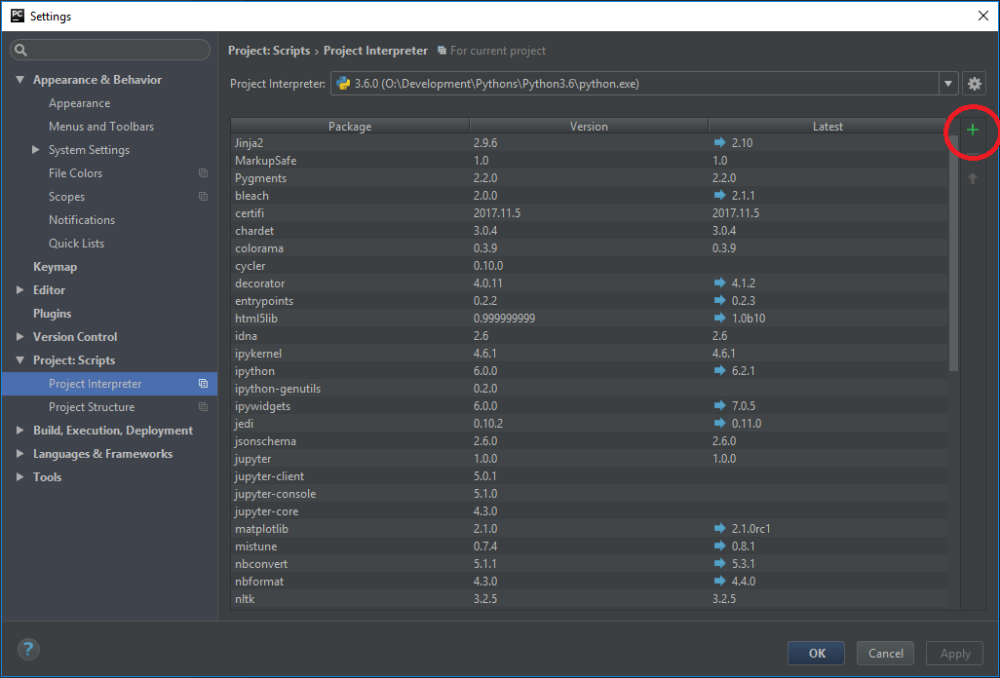 PC Settings
Project: Scripts › Project Interpreter For current project
Appearance & Behavior
Appearance
Menus and Toolbars
System Settings
File Colors
Scopes
Notifications
Quick Lists
Keymap
Editor
Plugins
Version Control
Project: Scripts
Project Interpreter
Project Structure
Build, Execution, Deployment
Languages & Frameworks
Tools
Project Interpreter: 3.6.0 (O:\Development\Pythons\Python3.6\python.exe)
Package Version Latest
Jinja2 2.9.6 2.10
MarkupSafe 1.0 1.0
Pygments 2.2.0 2.2.0
bleach 2.0.0 2.1.1
certifi 2017.11.5 2017.11.5
chardet 3.0.4 3.0.4
colorama 0.3.9 0.3.9
cycler 0.10.0
decorator 4.0.11 4.1.2
entrypoints 0.2.2 0.2.3
html5lib 0.999999999 1.0b10
idna 2.6 2.6
ipykernel 4.6.1 4.6.1
ipython 6.0.0 6.2.1
ipython-genutils 0.2.0
ipywidgets 6.0.0 7.0.5
jedi 0.10.2 0.11.0
jsonschema 2.6.0 2.6.0
jupyter 1.0.0 1.0.0
jupyter-client 5.0.1
jupyter-console 5.1.0
jupyter-core 4.3.0
matplotlib 2.1.0 2.1.0rc1
mistune 0.7.4 0.8.1
nbconvert 5.1.1 5.3.1
nbformat 4.3.0 4.4.0
nltk 3.2.5 3.2.5
? OK Cancel Apply